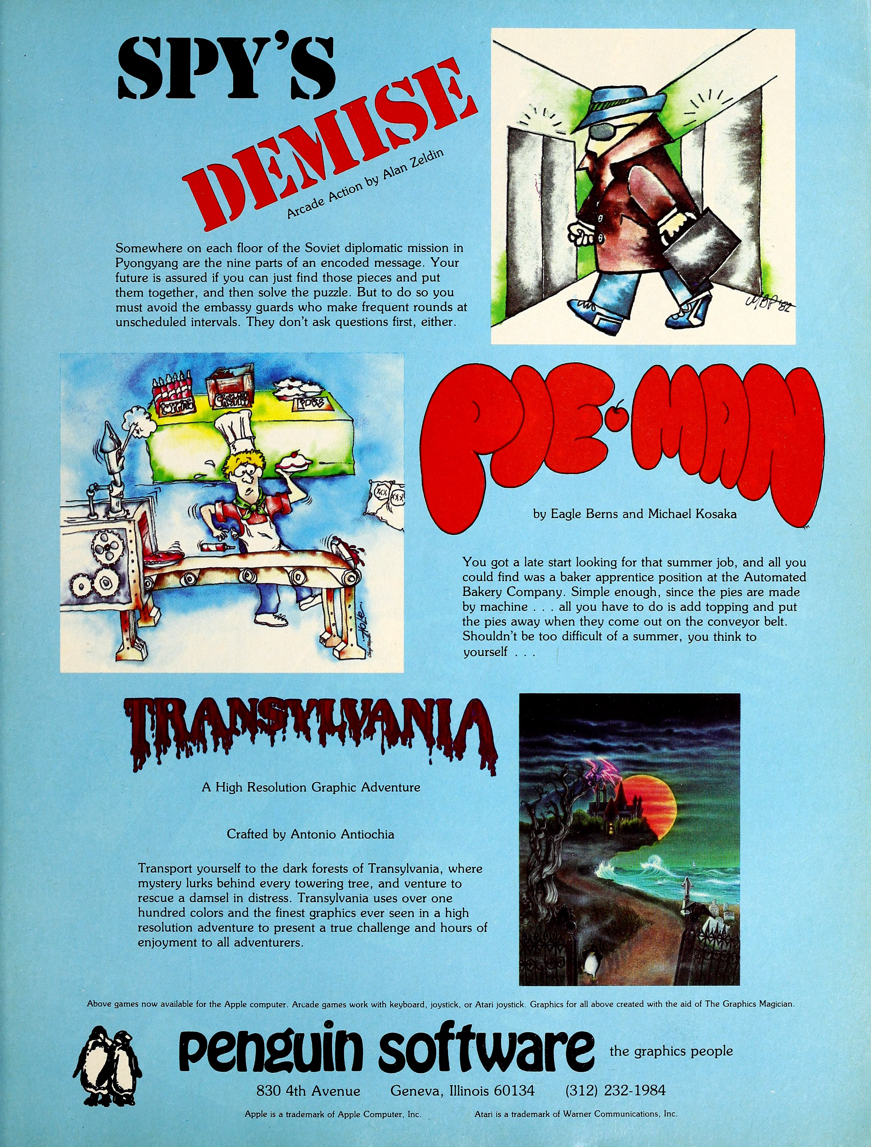 SPY'S
DEMISE
Arcade Action by Alan Zeldin
Somewhere on each floor of the Soviet diplomatic mission in
Pyongyang are the nine parts of an encoded message. Your
future is assured if you can just find those pieces and put
them together, and then solve the puzzle. But to do so you
must avoid the embassy guards who make frequent rounds at
unscheduled intervals. They don't ask questions first, either.
PIE•MAN
by Eagle Berns and Michael Kosaka
You got a late start looking for that summer job, and all you
could find was a baker apprentice position at the Automated
Bakery Company. Simple enough, since the pies are made
by machine . . . all you have to do is add topping and put
the pies away when they come out on the conveyor belt.
Shouldn't be too difficult of a summer, you think to
yourself . . .
TRANSYLVANIA
A High Resolution Graphic Adventure
Crafted by Antonio Antiochia
Transport yourself to the dark forests of Transylvania, where
mystery lurks behind every towering tree, and venture to
rescue a damsel in distress. Transylvania uses over one
hundred colors and the finest graphics ever seen in a high
resolution adventure to present a true challenge and hours of
enjoyment to all adventurers.
Above games now available for the Apple computer. Arcade games work with keyboard, joystick, or Atari joystick. Graphics for all above created with the aid of The Graphics Magician.
penguin software the graphics people
830 4th Avenue Geneva, Illinois 60134 (312) 232-1984
Apple is a trademark of Apple Computer, Inc. Atari is a trademark of Warner Communications, Inc.